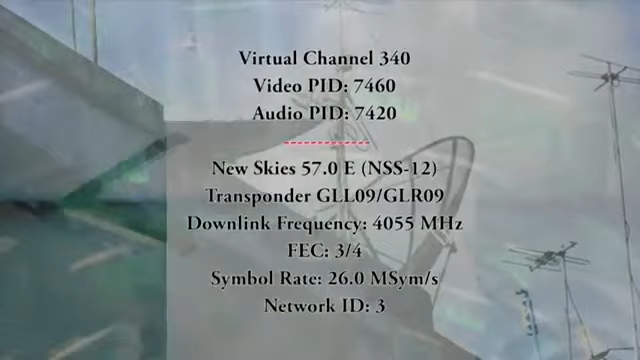 Virtual Channel 340
Video PID: 7460
Audio PID: 7420
New Skies 57.0 E (NSS-12)
Transponder GLL09/GLR09
Downlink Frequency: 4055 MHz
FEC: 3/4
Symbol Rate: 26.0 MSym/s
Network ID: 3